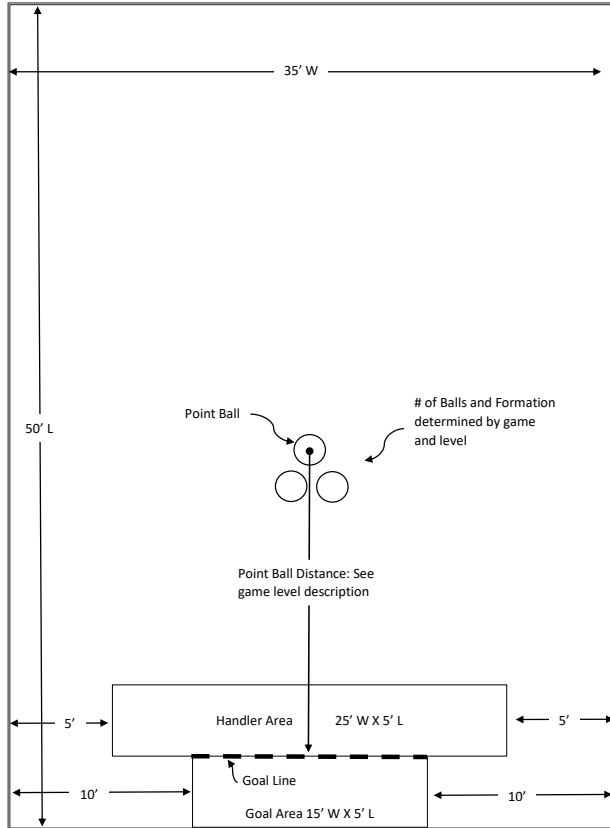 35' W
# of Balls and Formation
determined by game
and level
Point Ball
50' L
Point Ball Distance: See
game level description
5'
Handler Area 25' W X 5' L
5'
Goal Line
10'
10'
Goal Area 15' W X 5' L